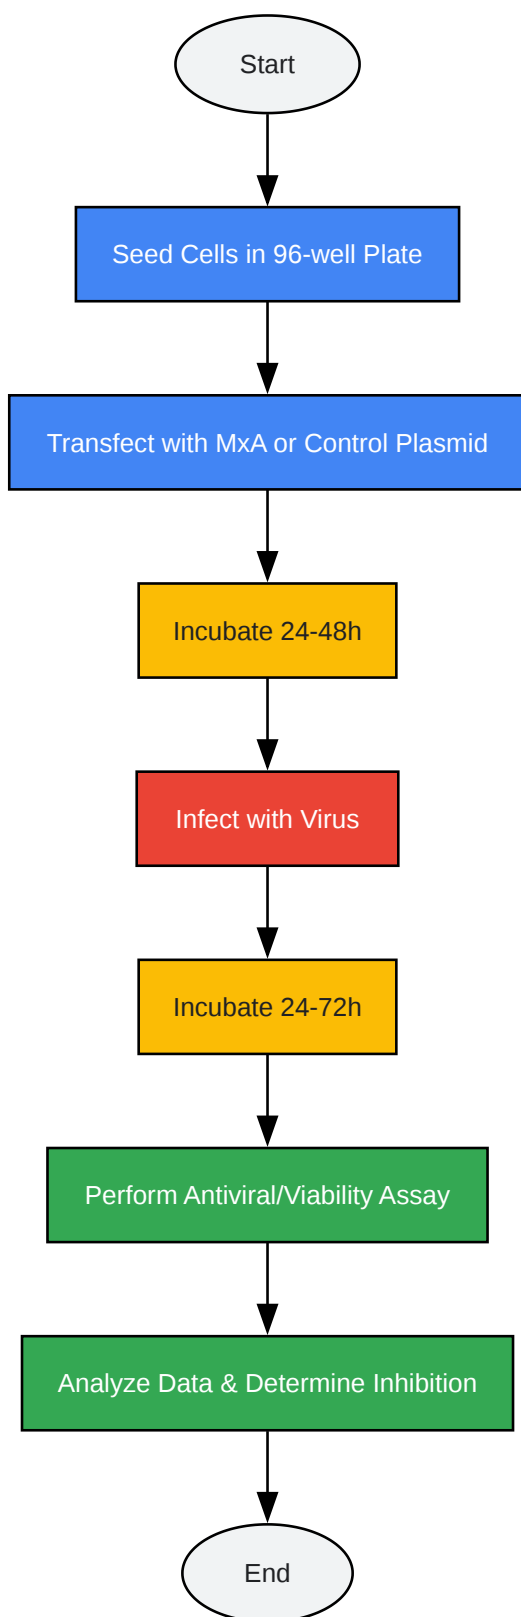 Start
Seed Cells in 96-well Plate
Transfect with MxA or Control Plasmid
Incubate 24-48h
Infect with Virus
Incubate 24-72h
Perform Antiviral/Viability Assay
Analyze Data & Determine Inhibition
End